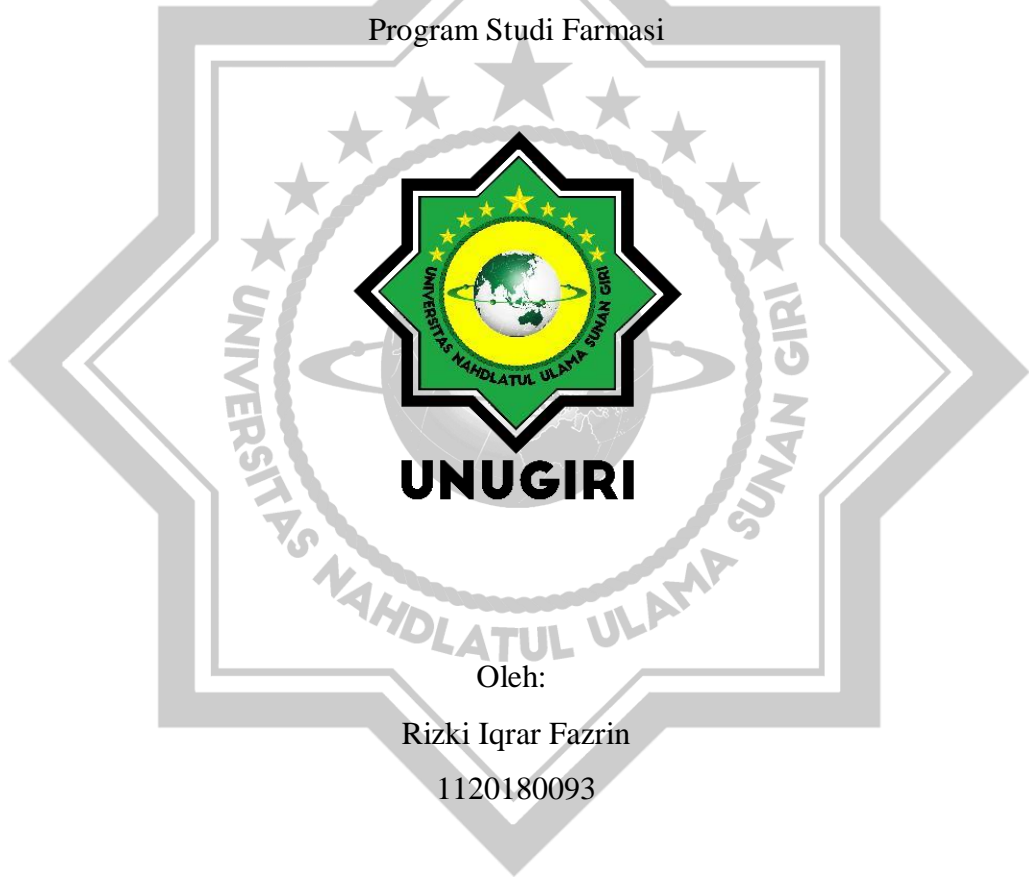 Program Studi Farmasi
UNIVERSITAS NAHDLATUL ULAMA SUNAN GIRI
UNIVERSITAS NAHDLATUL ULAMA SUNAN GIRI
UNUGIRI
Oleh:
Rizki Iqrar Fazrin
1120180093